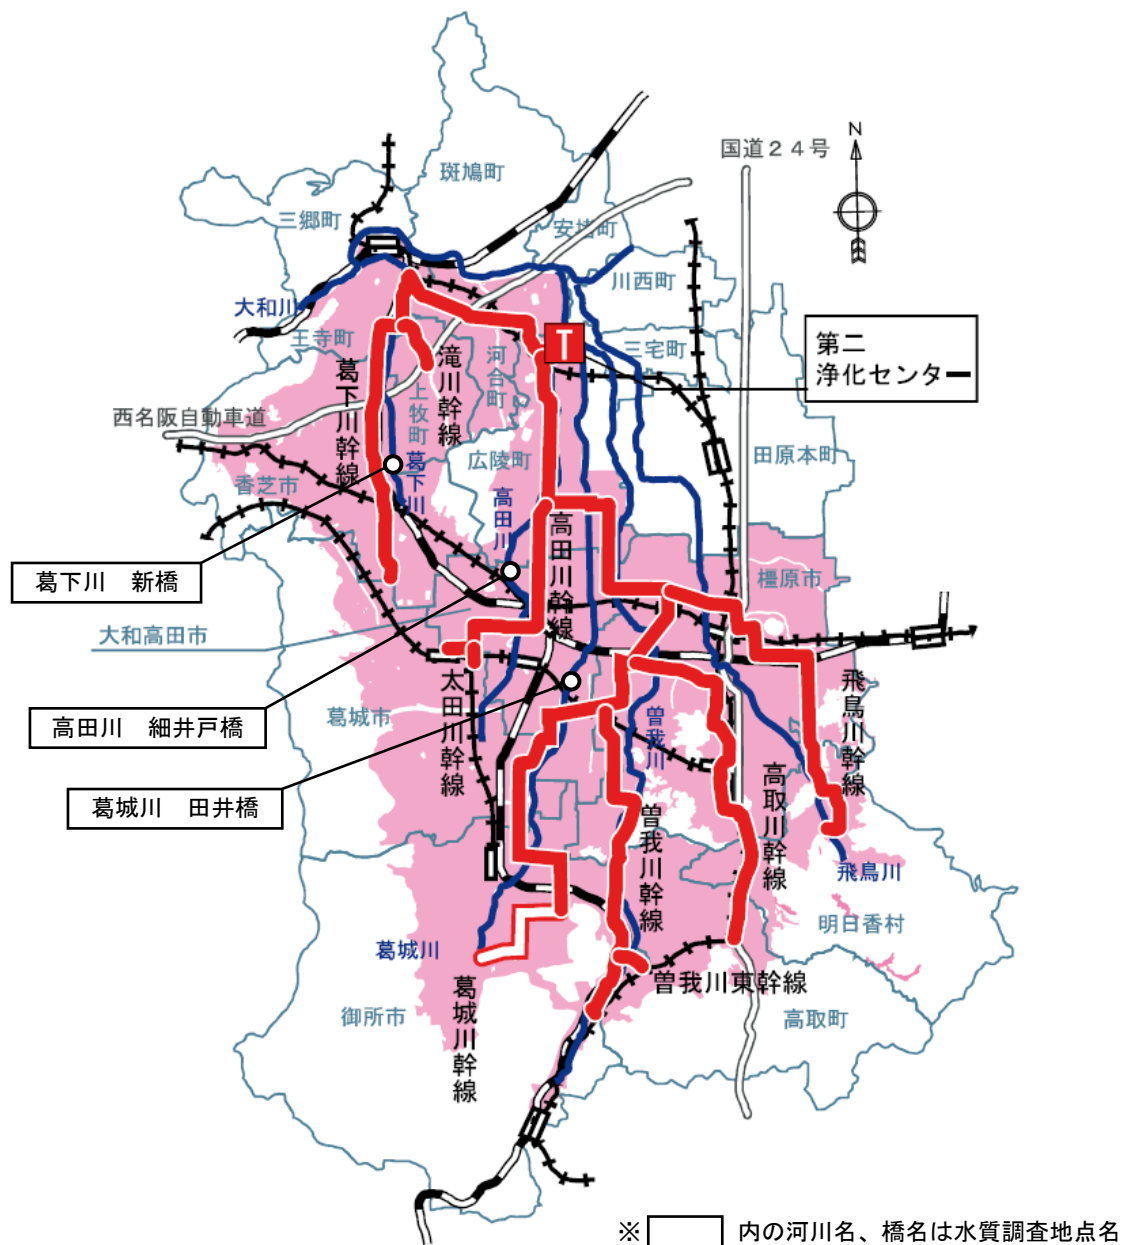 N
国道24号
斑鳩町
三郷町
安堵町
川西町
大和川
王寺町
三宅町
T
第二
浄化センター
河合町
滝川幹線
葛下川幹線
上牧町
西名阪自動車道
広陵町
田原本町
葛下川
香芝市
高田川
高田川幹線
葛下川 新橋
橿原市
大和高田市
太田川幹線
飛鳥川幹線
葛城市
高田川 細井戸橋
曽我川
高取川幹線
葛城川 田井橋
曽我川幹線
飛鳥川
明日香村
葛城川
曽我川東幹線
葛城川幹線
御所市
高取町
※ 内の河川名、橋名は水質調査地点名